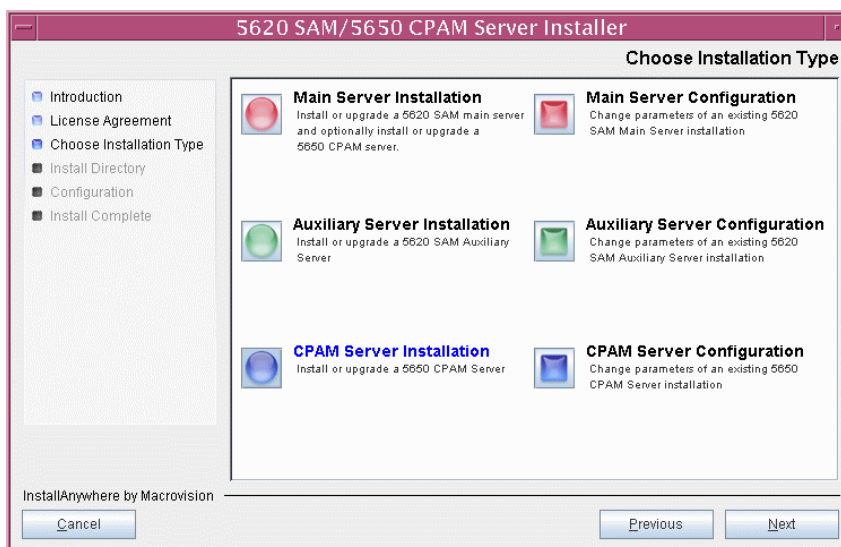 5620 SAM/5650 CPAM Server Installer
Choose Installation Type
Introduction
License Agreement
Choose Installation Type
Install Directory
Configuration
Install Complete
Main Server Installation
Install or upgrade a 5620 SAM main server
and optionally install or upgrade a
5650 CPAM server.
Main Server Configuration
Change parameters of an existing 5620
SAM Main Server installation
Auxiliary Server Installation
Install or upgrade a 5620 SAM Auxiliary
Server
Auxiliary Server Configuration
Change parameters of an existing 5620
SAM Auxiliary Server installation
CPAM Server Installation
Install or upgrade a 5650 CPAM Server
CPAM Server Configuration
Change parameters of an existing 5650
CPAM Server installation
InstallAnywhere by Macrovision
Cancel
Previous
Next